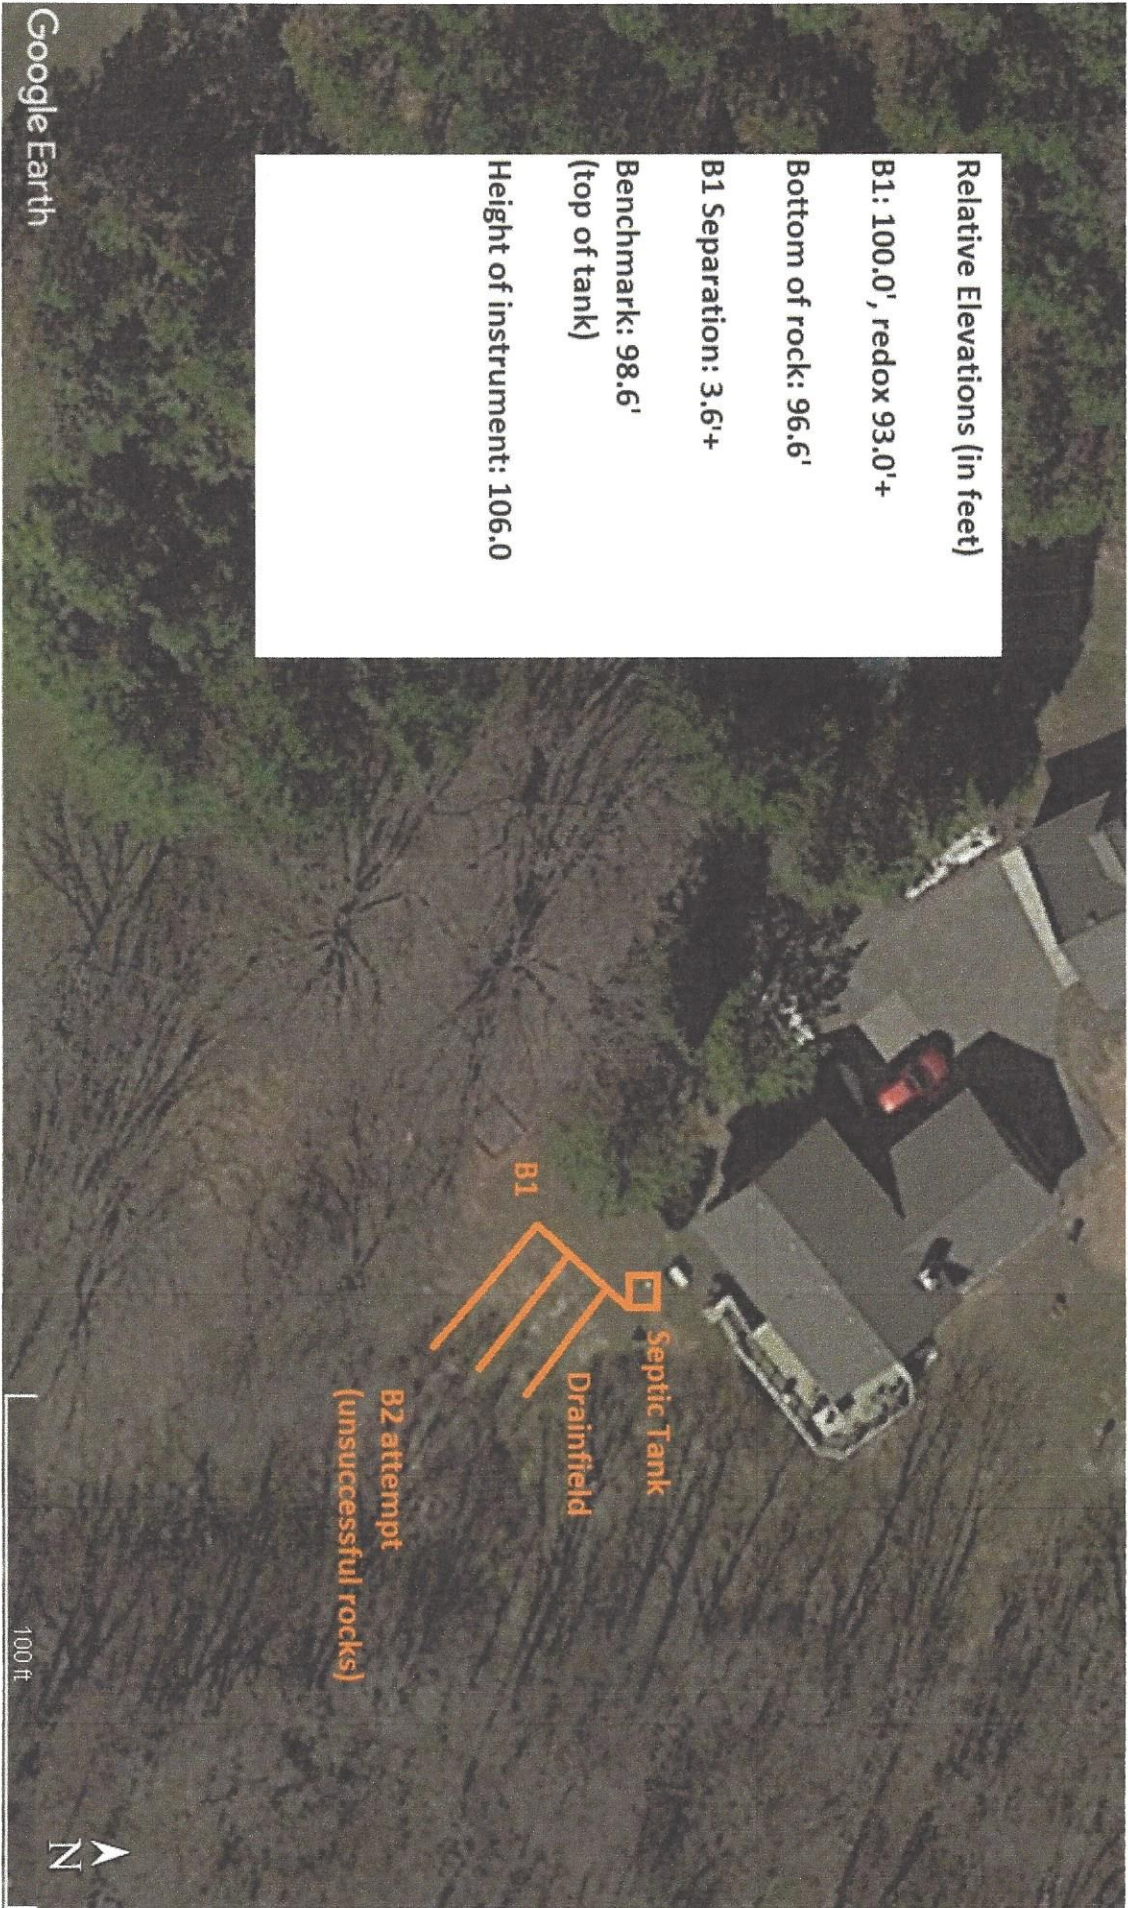 Relative Elevations (in feet)
B1: 100.0', redox 93.0'+
Bottom of rock: 96.6'
B1 Separation: 3.6'+
Benchmark: 98.6'
(top of tank)
Height of instrument: 106.0
Septic Tank
Drainfield
B1
B2 attempt
(unsuccessful rocks)
Google Earth
100 ft
N